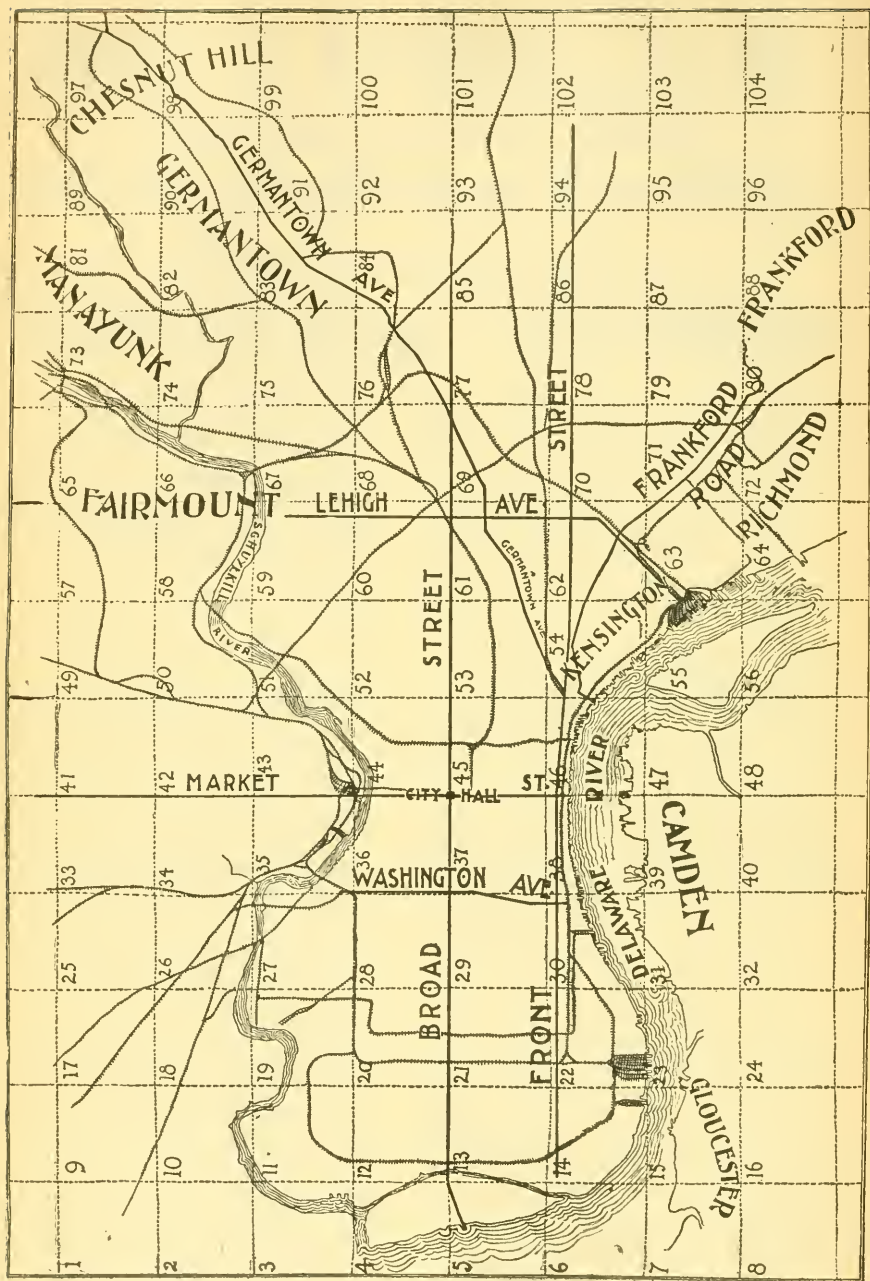 CHESNUT HILL
97 98 99 100 101 102 103 104
GERMANTOWN
GERMANTOWN AVE
89 90 91 92 93 94 95 96
MANAYUNK
FRANKFORD
81 82 83 84 85 86 87 88
73 74 75 76 77 78 79 80
STREET
FRANKFORD ROAD
RICHMOND
65 66 67 68 69 70 71 72
FAIRMOUNT
LEHIGH AVE
SCHUYLKILL RIVER
GERMANTOWN AVE
57 58 59 60 61 62 63 64
STREET
KENSINGTON
49 50 51 52 53 54 55 56
41 42 43 44 45 46 47 48
MARKET ST.
CITY HALL
DELAWARE RIVER
CAMDEN
33 34 35 36 37 38 39 40
WASHINGTON AVE
25 26 27 28 29 30 31 32
BROAD
FRONT
17 18 19 20 21 22 23 24
GLOUCESTER
9 10 11 12 13 14 15 16
1 2 3 4 5 6 7 8